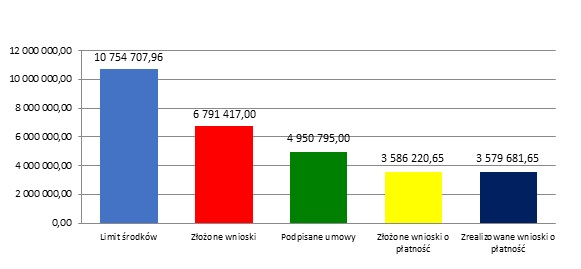 12 000 000,00
10 000 000,00
8 000 000,00
6 000 000,00
4 000 000,00
2 000 000,00
0,00
10 754 707,96
6 791 417,00
4 950 795,00
3 586 220,65
3 579 681,65
Limit środków
Złożone wnioski
Podpisane umowy
Złożone wnioski o
płatność
Zrealizowane wnioski o
płatność